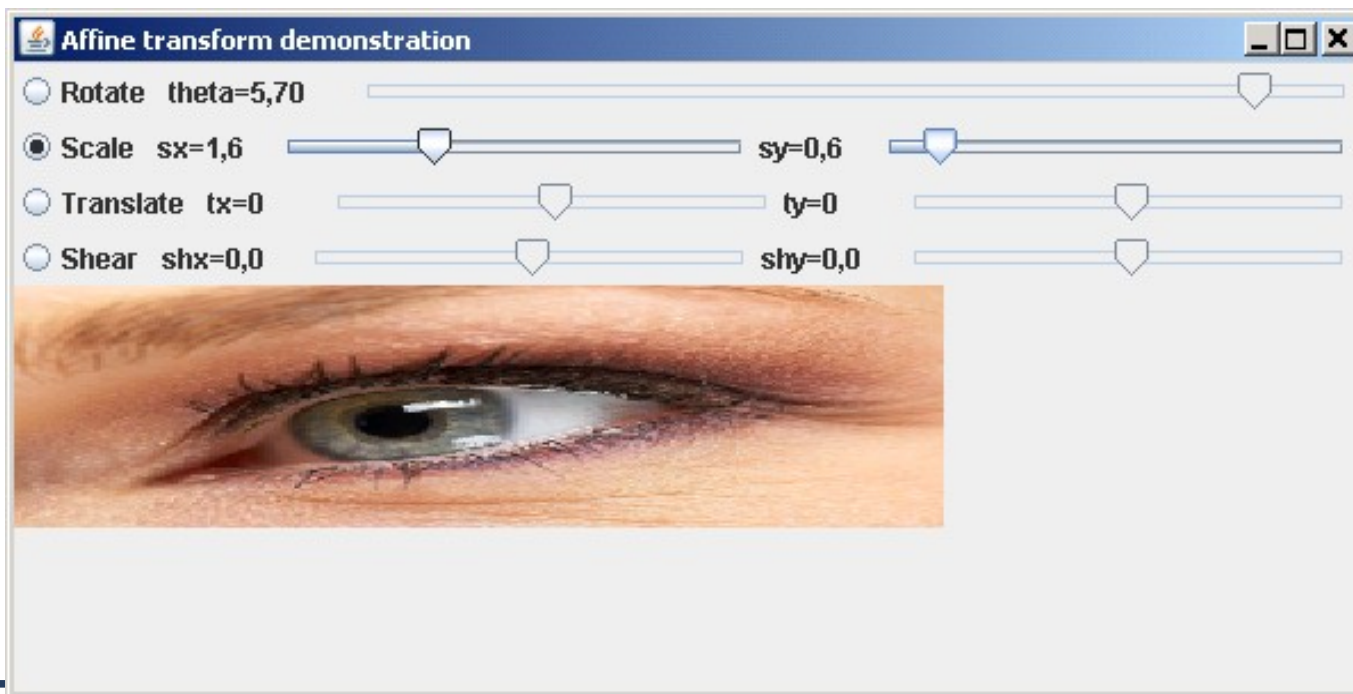 Affine transform demonstration
Rotate theta=5,70
Scale sx=1,6 sy=0,6
Translate tx=0 ty=0
Shear shx=0,0 shy=0,0